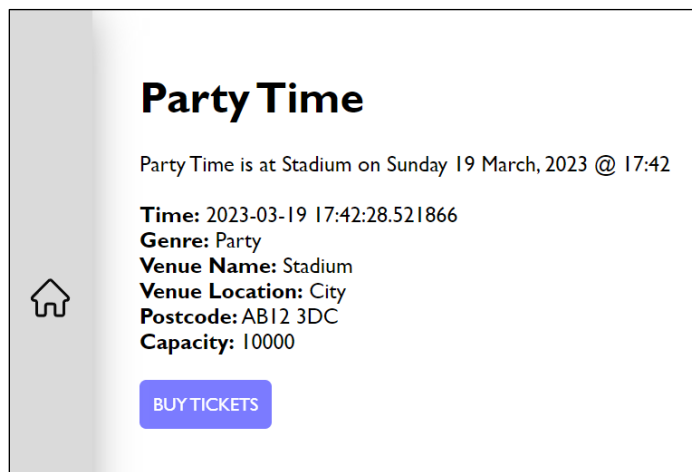 Party Time
Party Time is at Stadium on Sunday 19 March, 2023 @ 17:42
Time: 2023-03-19 17:42:28.521866
Genre: Party
Venue Name: Stadium
Venue Location: City
Postcode: AB12 3DC
Capacity: 10000
BUY TICKETS